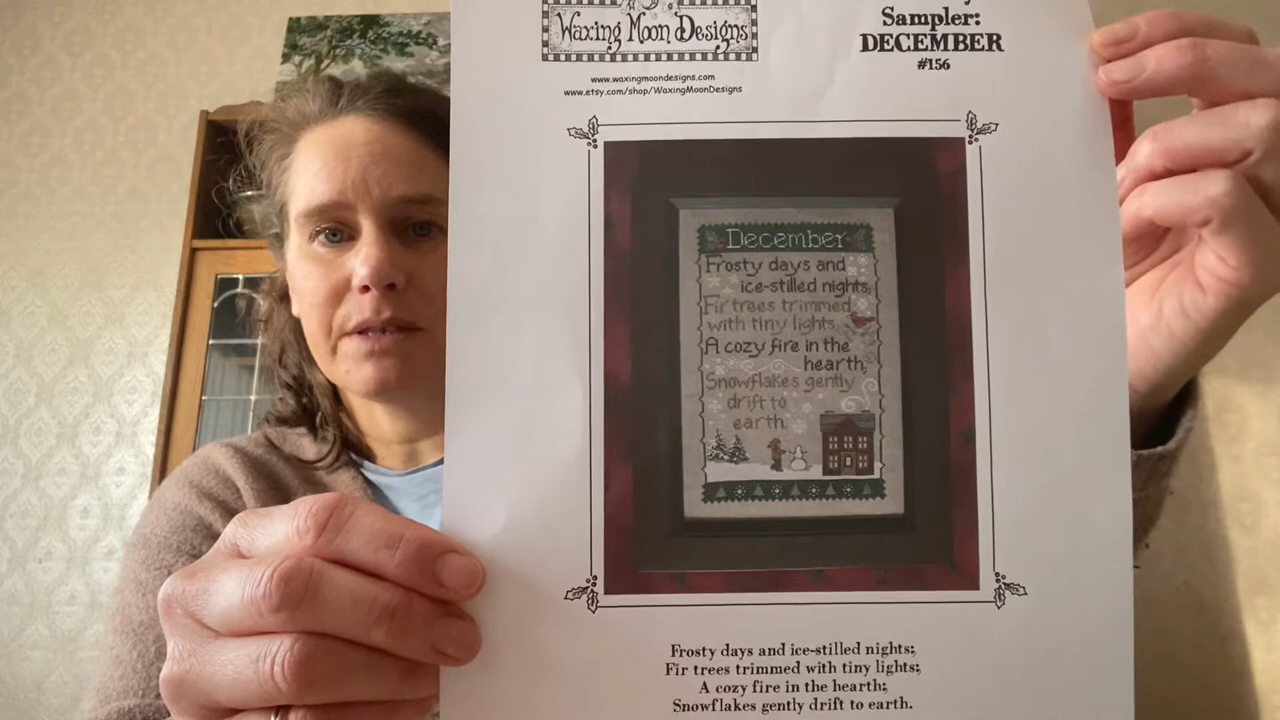 Waxing Moon Designs
www.waxingmoondesigns.com
www.etsy.com/shop/WaxingMoonDesigns
Sampler:
DECEMBER
#156
December
Frosty days and
ice-stilled nights;
Fir trees trimmed
with tiny lights;
A cozy fire in the
hearth;
Snowflakes gently
drift to
earth.
Frosty days and ice-stilled nights;
Fir trees trimmed with tiny lights;
A cozy fire in the hearth;
Snowflakes gently drift to earth.